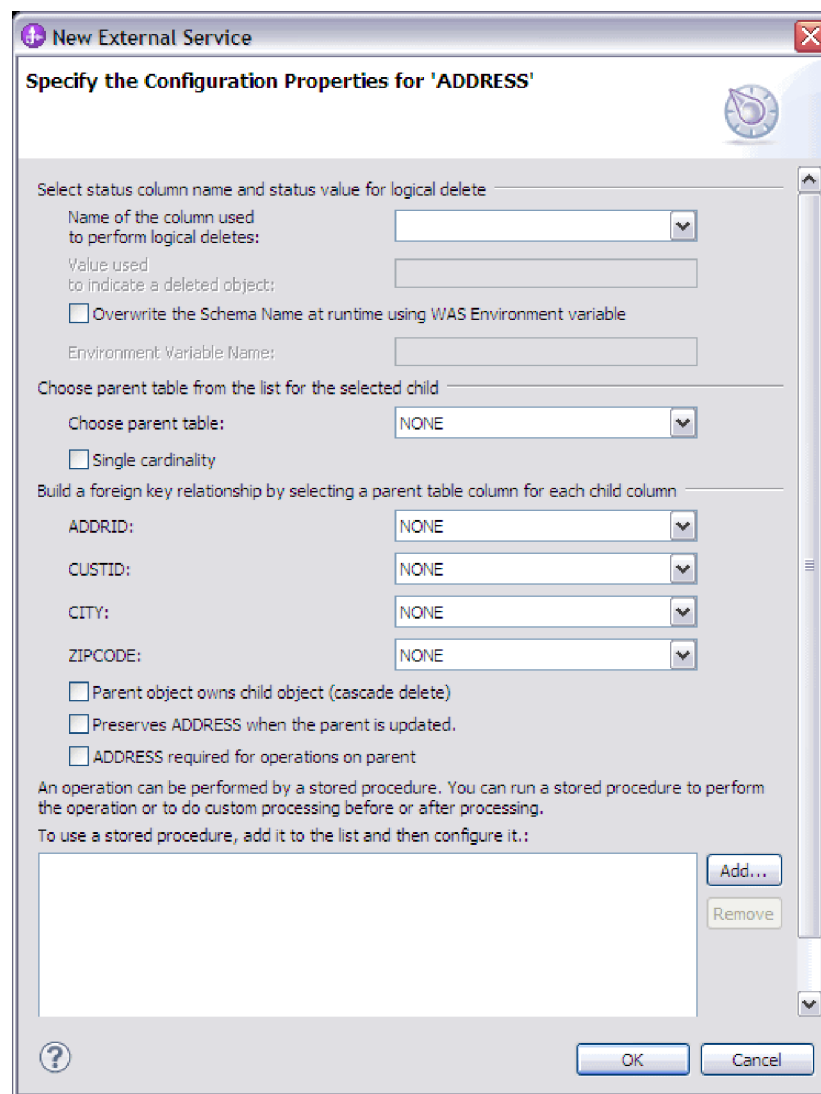 New External Service
Specify the Configuration Properties for 'ADDRESS'
Select status column name and status value for logical delete
Name of the column used
to perform logical deletes:
Value used
to indicate a deleted object:
Overwrite the Schema Name at runtime using WAS Environment variable
Environment Variable Name:
Choose parent table from the list for the selected child
Choose parent table: NONE
Single cardinality
Build a foreign key relationship by selecting a parent table column for each child column
ADDRID: NONE
CUSTID: NONE
CITY: NONE
ZIPCODE: NONE
Parent object owns child object (cascade delete)
Preserves ADDRESS when the parent is updated.
ADDRESS required for operations on parent
An operation can be performed by a stored procedure. You can run a stored procedure to perform
the operation or to do custom processing before or after processing.
To use a stored procedure, add it to the list and then configure it.:
Add...
Remove
?
OK Cancel